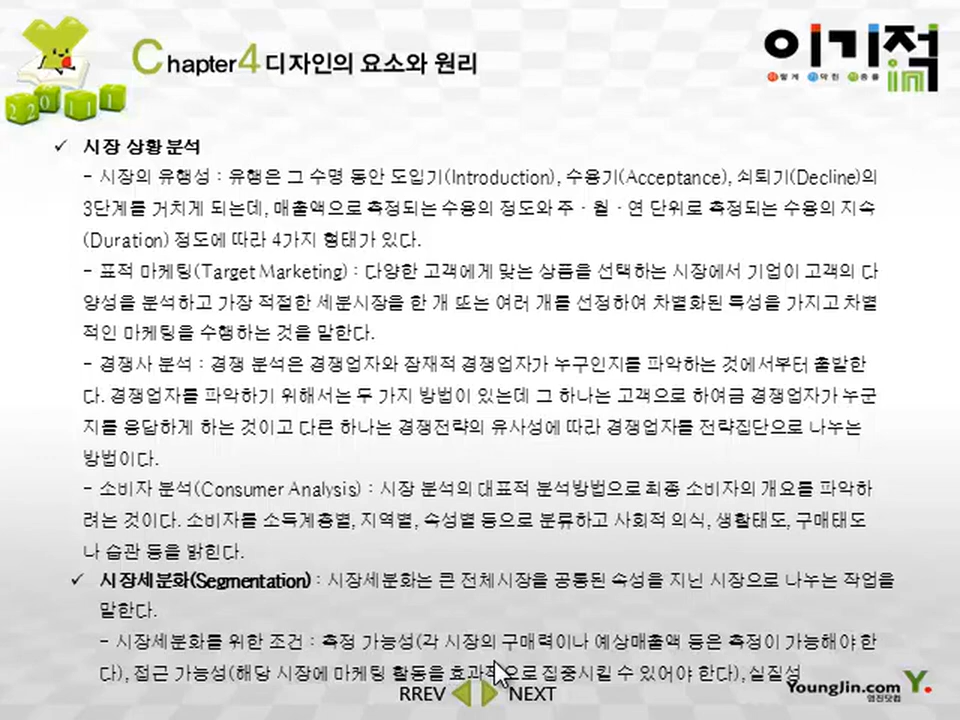 Chapter4 디자인의 요소와 원리
이기적in
이렇게 기막힌 적중률
2011
✓ 시장 상황 분석
- 시장의 유행성 : 유행은 그 수명 동안 도입기(Introduction), 수용기(Acceptance), 쇠퇴기(Decline)의
3단계를 거치게 되는데, 매출액으로 측정되는 수용의 정도와 주 · 월 · 연 단위로 측정되는 수용의 지속
(Duration) 정도에 따라 4가지 형태가 있다.
- 표적 마케팅(Target Marketing) : 다양한 고객에게 맞는 상품을 선택하는 시장에서 기업이 고객의 다
양성을 분석하고 가장 적절한 세분시장을 한 개 또는 여러 개를 선정하여 차별화된 특성을 가지고 차별
적인 마케팅을 수행하는 것을 말한다.
- 경쟁사 분석 : 경쟁 분석은 경쟁업자와 잠재적 경쟁업자가 누구인지를 파악하는 것에서부터 출발한
다. 경쟁업자를 파악하기 위해서는 두 가지 방법이 있는데 그 하나는 고객으로 하여금 경쟁업자가 누군
지를 응답하게 하는 것이고 다른 하나는 경쟁전략의 유사성에 따라 경쟁업자를 전략집단으로 나누는
방법이다.
- 소비자 분석(Consumer Analysis) : 시장 분석의 대표적 분석방법으로 최종 소비자의 개요를 파악하
려는 것이다. 소비자를 소득계층별, 지역별, 속성별 등으로 분류하고 사회적 의식, 생활태도, 구매태도
나 습관 등을 밝힌다.
✓ 시장세분화(Segmentation) : 시장세분화는 큰 전체시장을 공통된 속성을 지닌 시장으로 나누는 작업을
말한다.
- 시장세분화를 위한 조건 : 측정 가능성(각 시장의 구매력이나 예상매출액 등은 측정이 가능해야 한
다), 접근 가능성(해당 시장에 마케팅 활동을 효과적으로 집중시킬 수 있어야 한다), 실질성
RREV NEXT
YoungJin.com Y.
영진닷컴